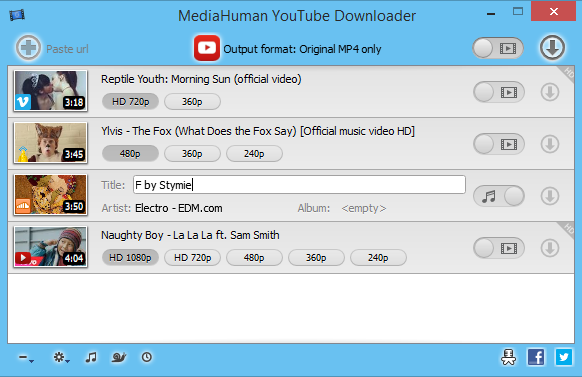 MediaHuman YouTube Downloader
Paste url
Output format: Original MP4 only
Reptile Youth: Morning Sun (official video)
3:18
HD 720p 360p
HD
Ylvis - The Fox (What Does the Fox Say) [Official music video HD]
3:45
480p 360p 240p
Title: F by Stymie
3:50
Artist: Electro - EDM.com Album: <empty>
Naughty Boy - La La La ft. Sam Smith
4:04
HD 1080p HD 720p 480p 360p 240p
HD